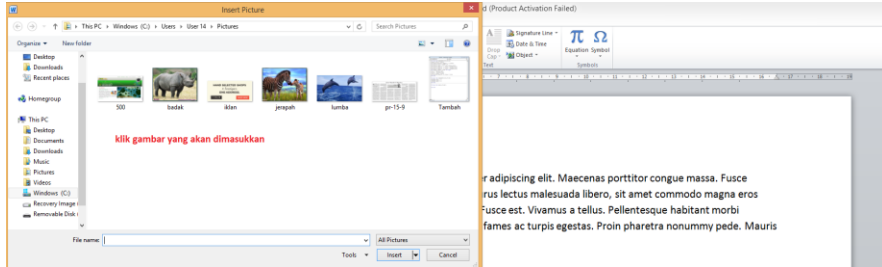 Insert Picture
This PC ▸ Windows (C:) ▸ Users ▸ User 14 ▸ Pictures
Search Pictures
Organize
New folder
Desktop
Downloads
Recent places
Homegroup
This PC
Desktop
Documents
Downloads
Music
Pictures
Videos
Windows (C:)
Recovery Image
Removable Disk
500
badak
iklan
jerapah
lumba
pr-15-9
Tambah
klik gambar yang akan dimasukkan
File name:
All Pictures
Tools
Insert
Cancel
d (Product Activation Failed)
Drop
Cap
Signature Line
Date & Time
Object
Equation
Symbol
Text
Symbols
r adipiscing elit. Maecenas porttitor congue massa. Fusce
rus lectus malesuada libero, sit amet commodo magna eros
Fusce est. Vivamus a tellus. Pellentesque habitant morbi
fames ac turpis egestas. Proin pharetra nonummy pede. Mauris